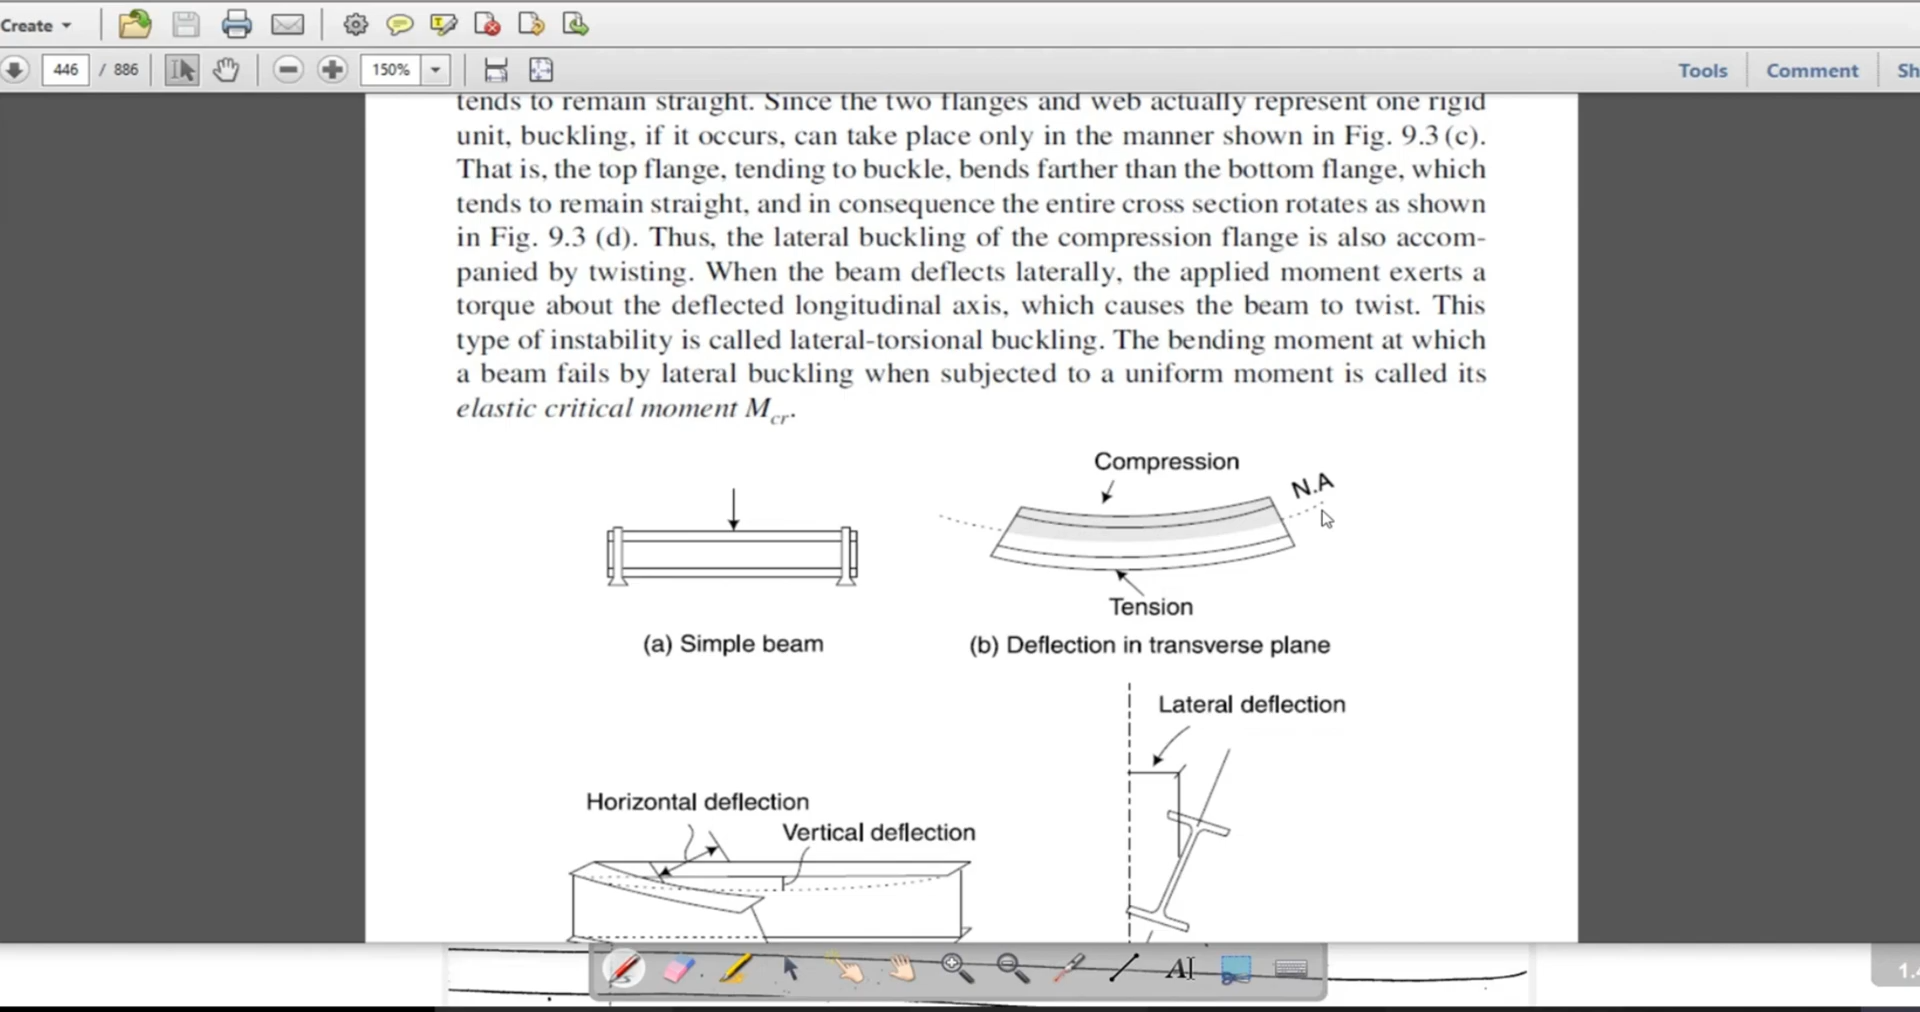 Create
446 / 886
150%
Tools
Comment
Sh
tends to remain straight. Since the two flanges and web actually represent one rigid
unit, buckling, if it occurs, can take place only in the manner shown in Fig. 9.3 (c).
That is, the top flange, tending to buckle, bends farther than the bottom flange, which
tends to remain straight, and in consequence the entire cross section rotates as shown
in Fig. 9.3 (d). Thus, the lateral buckling of the compression flange is also accom-
panied by twisting. When the beam deflects laterally, the applied moment exerts a
torque about the deflected longitudinal axis, which causes the beam to twist. This
type of instability is called lateral-torsional buckling. The bending moment at which
a beam fails by lateral buckling when subjected to a uniform moment is called its
elastic critical moment Mcr.
Compression
N.A
Tension
(a) Simple beam
(b) Deflection in transverse plane
Lateral deflection
Horizontal deflection
Vertical deflection
AI